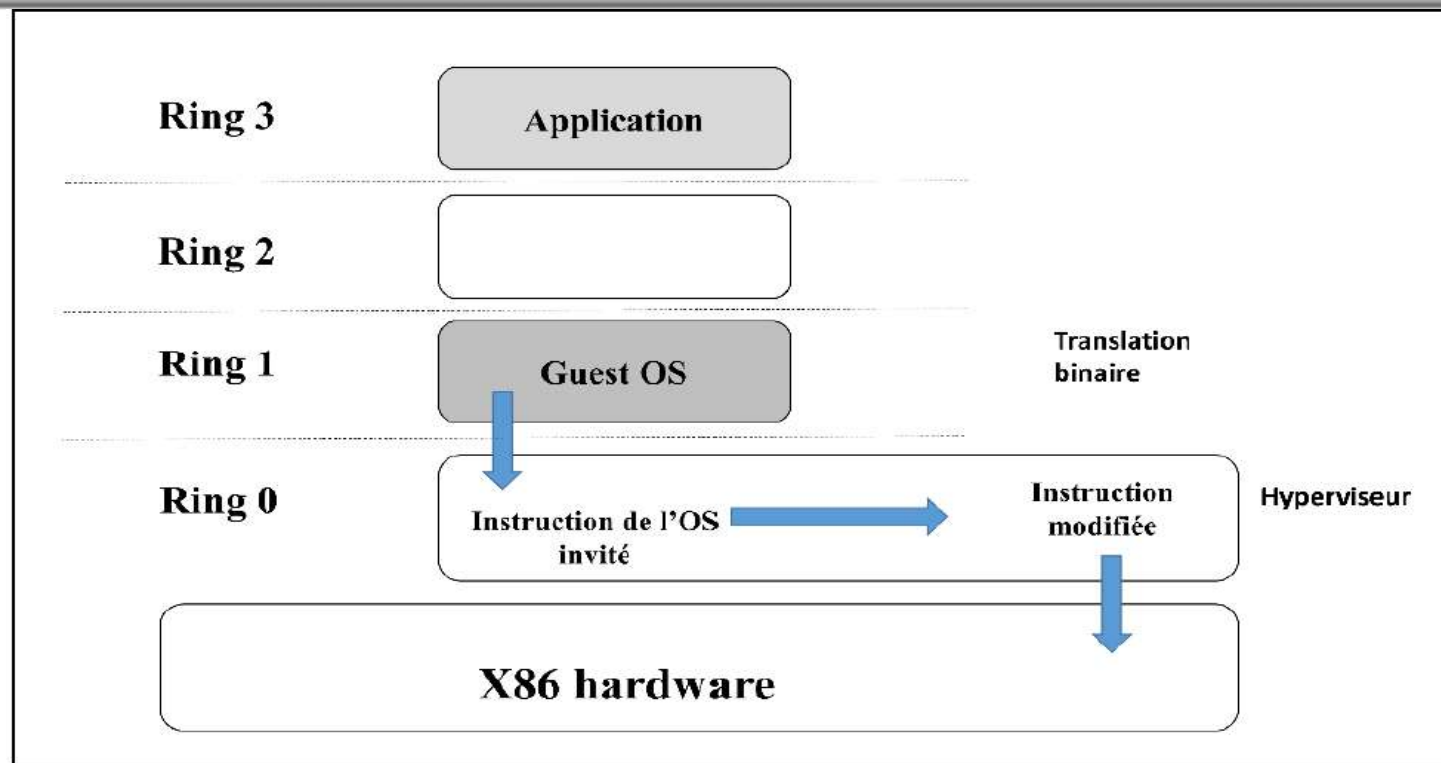 Ring 3
Application
Ring 2
Ring 1
Guest OS
Translation
binaire
Ring 0
Instruction de l'OS
invité
Instruction
modifiée
Hyperviseur
X86 hardware